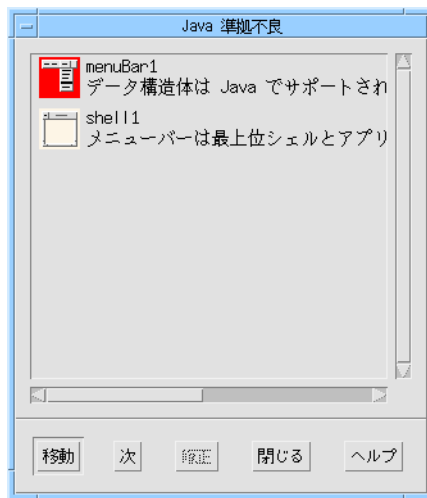 Java 準拠不良
menuBar1
データ構造体は Java でサポートされ
shell1
メニューバーは最上位シェルとアプリ
移動 次 修正 閉じる ヘルプ